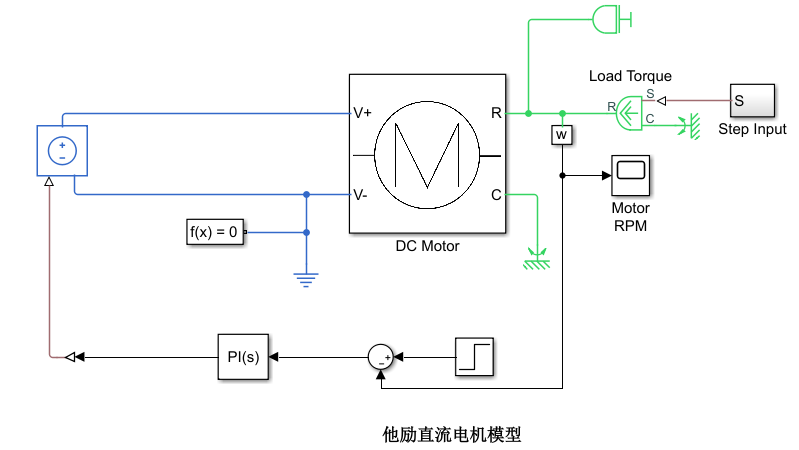 Load Torque
S
R
C
S
Step Input
V+
R
w
V-
C
DC Motor
Motor
RPM
f(x) = 0
PI(s)
他励直流电机模型